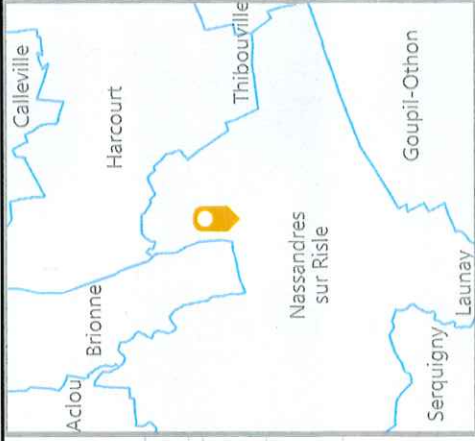 Calleville
Aclou
Brionne
Harcourt
Thibouville
Nassandres
sur Risle
Goupil-Othon
Serquigny
Launay